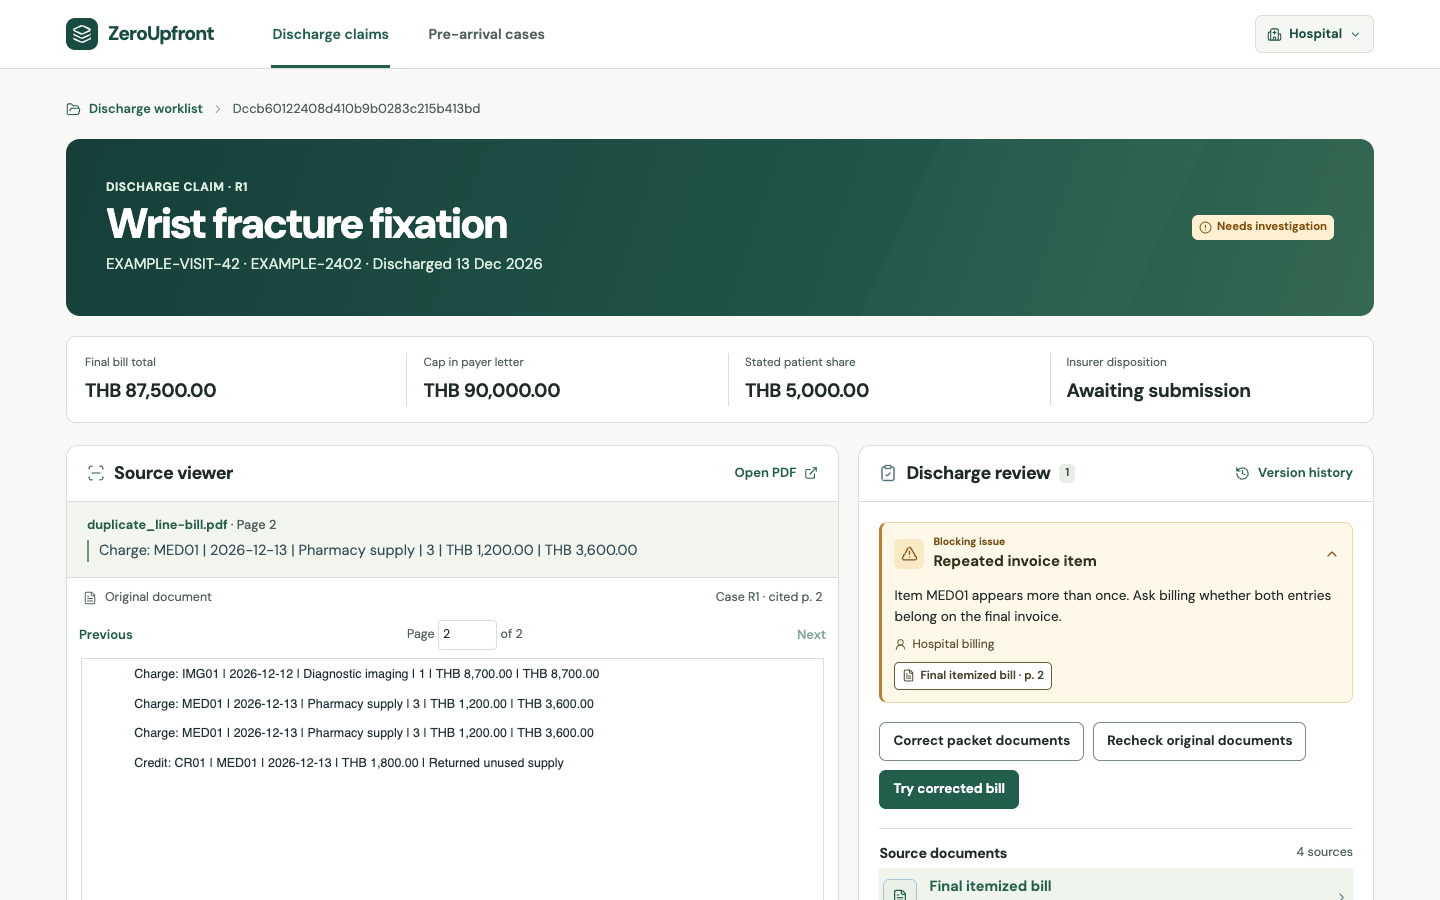 ZeroUpfront
Discharge claims
Pre-arrival cases
Hospital
Discharge worklist
Dccb60122408d410b9b0283c215b413bd
DISCHARGE CLAIM · R1
Wrist fracture fixation
EXAMPLE-VISIT-42 · EXAMPLE-2402 · Discharged 13 Dec 2026
Needs investigation
Final bill total
THB 87,500.00
Cap in payer letter
THB 90,000.00
Stated patient share
THB 5,000.00
Insurer disposition
Awaiting submission
Source viewer
Open PDF
duplicate_line-bill.pdf · Page 2
Charge: MED01 | 2026-12-13 | Pharmacy supply | 3 | THB 1,200.00 | THB 3,600.00
Original document
Case R1 · cited p. 2
Previous
Page 2 of 2
Next
Charge: IMG01 | 2026-12-12 | Diagnostic imaging | 1 | THB 8,700.00 | THB 8,700.00
Charge: MED01 | 2026-12-13 | Pharmacy supply | 3 | THB 1,200.00 | THB 3,600.00
Charge: MED01 | 2026-12-13 | Pharmacy supply | 3 | THB 1,200.00 | THB 3,600.00
Credit: CR01 | MED01 | 2026-12-13 | THB 1,800.00 | Returned unused supply
Discharge review 1
Version history
Blocking issue
Repeated invoice item
Item MED01 appears more than once. Ask billing whether both entries
belong on the final invoice.
Hospital billing
Final itemized bill · p. 2
Correct packet documents
Recheck original documents
Try corrected bill
Source documents
4 sources
Final itemized bill